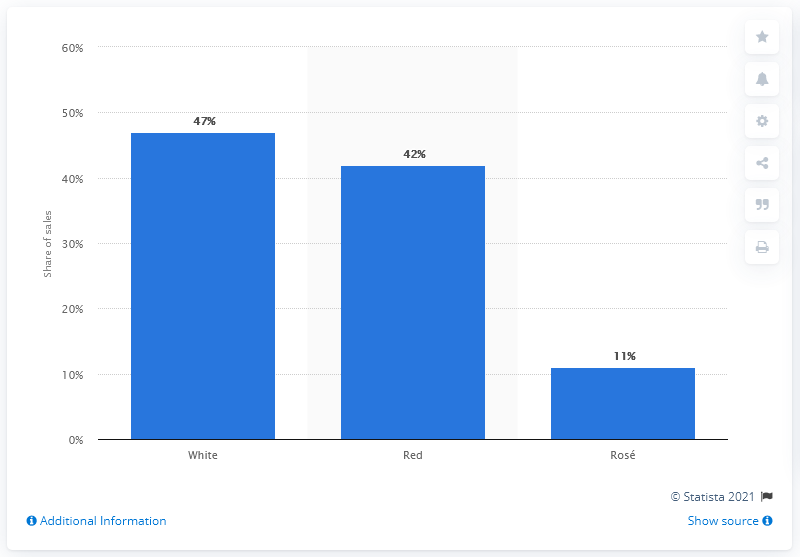 60%
50%
40%
30%
20%
10%
0%
Share of sales
47%
42%
11%
White
Red
Rosé
© Statista 2021
Additional Information
Show source